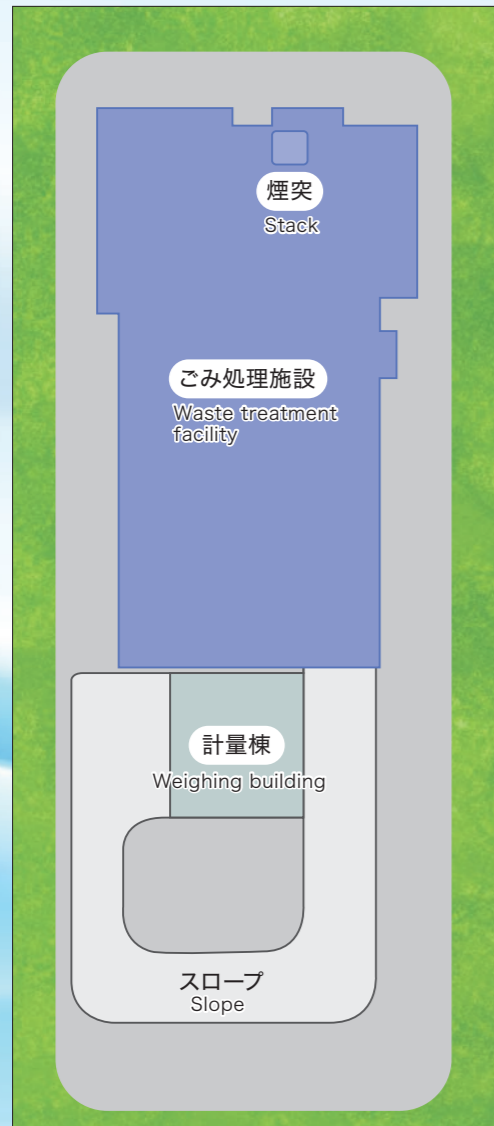 煙突
Stack
ごみ処理施設
Waste treatment
facility
計量棟
Weighing building
スロープ
Slope